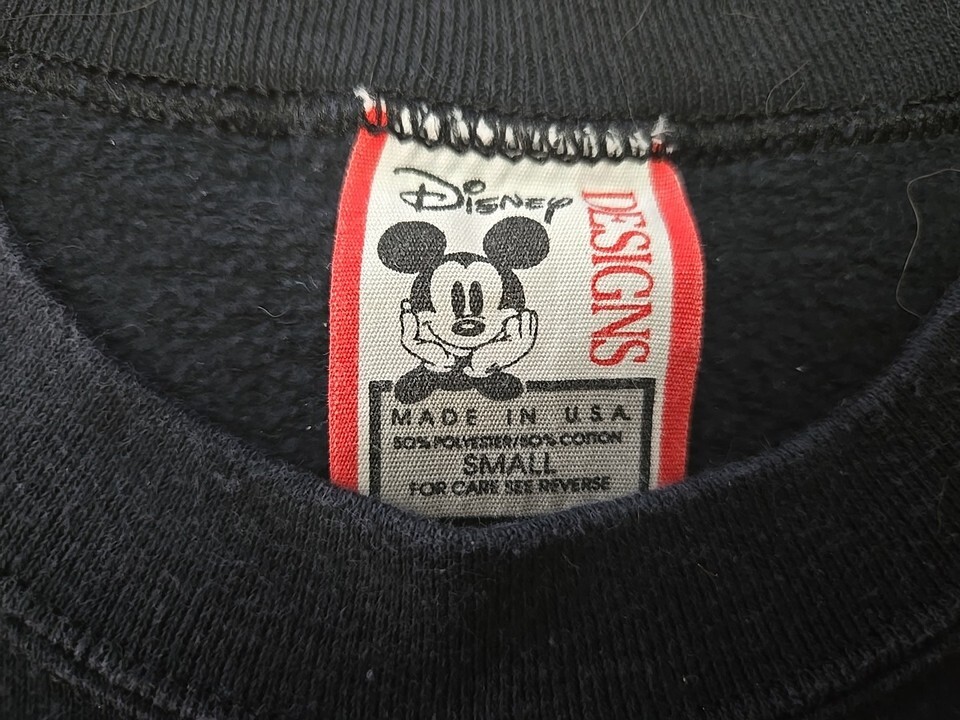 Disney
DESIGNS
MADE IN U.S.A.
50% POLYESTER/50% COTTON
SMALL
FOR CARE SEE REVERSE